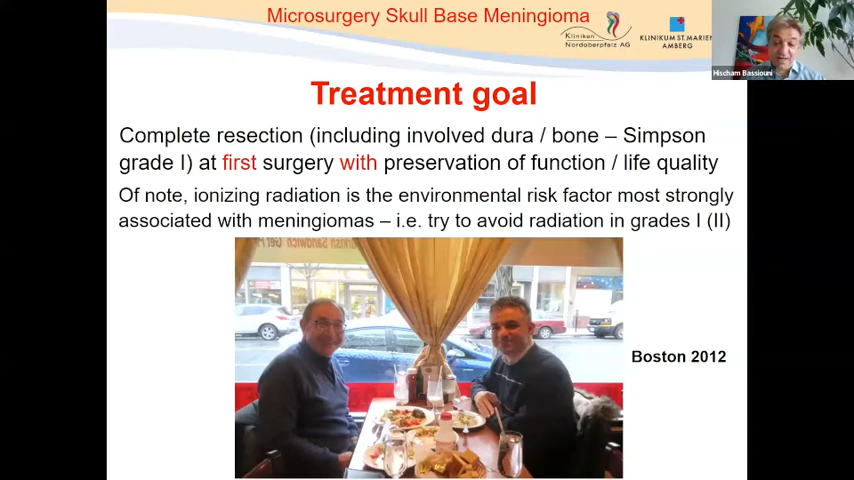 Microsurgery Skull Base Meningioma
Kliniken
Nordoberpfalz AG
KLINIKUM ST. MARIEN
AMBERG
Hischam Bassiouni
Treatment goal
Complete resection (including involved dura / bone – Simpson
grade I) at first surgery with preservation of function / life quality
Of note, ionizing radiation is the environmental risk factor most strongly
associated with meningiomas – i.e. try to avoid radiation in grades I (II)
Boston 2012